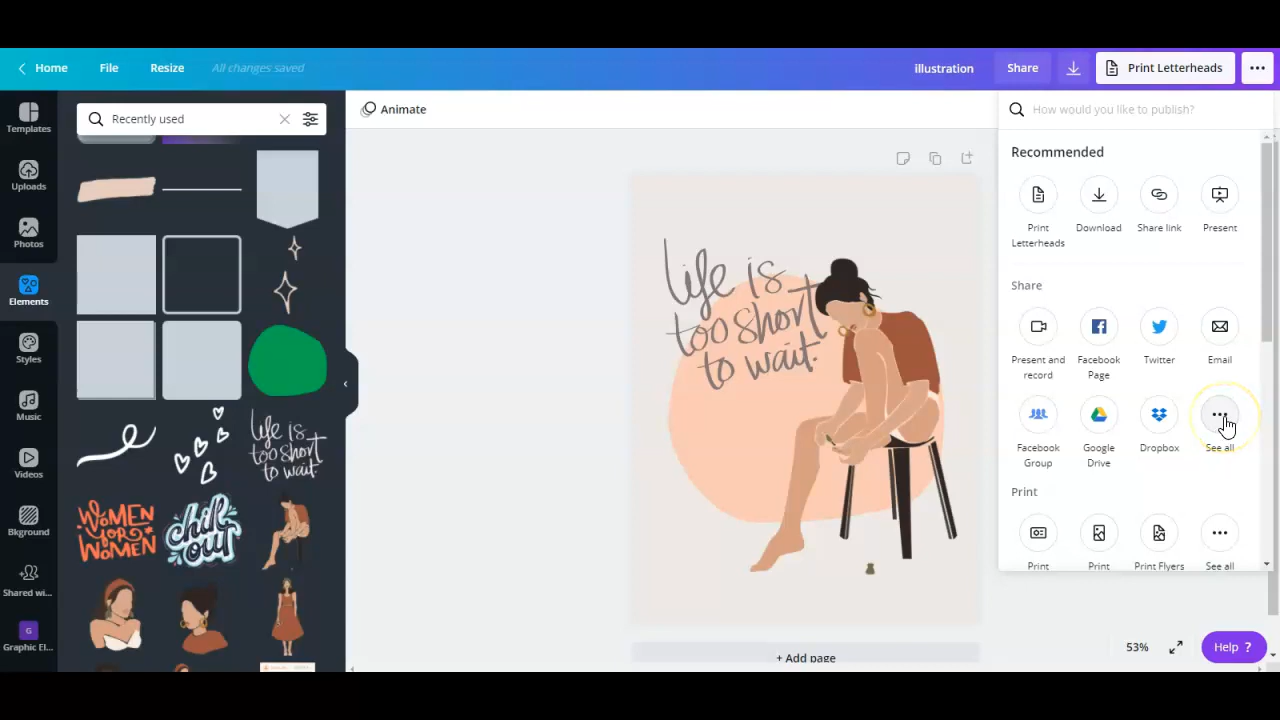 Home File Resize All changes saved illustration Share Print Letterheads
Templates
Uploads
Photos
Elements
Styles
Music
Videos
Bkground
Shared wi...
Graphic El...
Recently used
life is
too short
to wait.
WOMEN
FOR
WOMEN
chill
out
Animate
life is
too short
to wait.
+ Add page
How would you like to publish?
Recommended
Print Letterheads
Download
Share link
Present
Share
Present and record
Facebook Page
Twitter
Email
Facebook Group
Google Drive
Dropbox
See all
Print
Print
Print
Print Flyers
See all
53%
Help ?